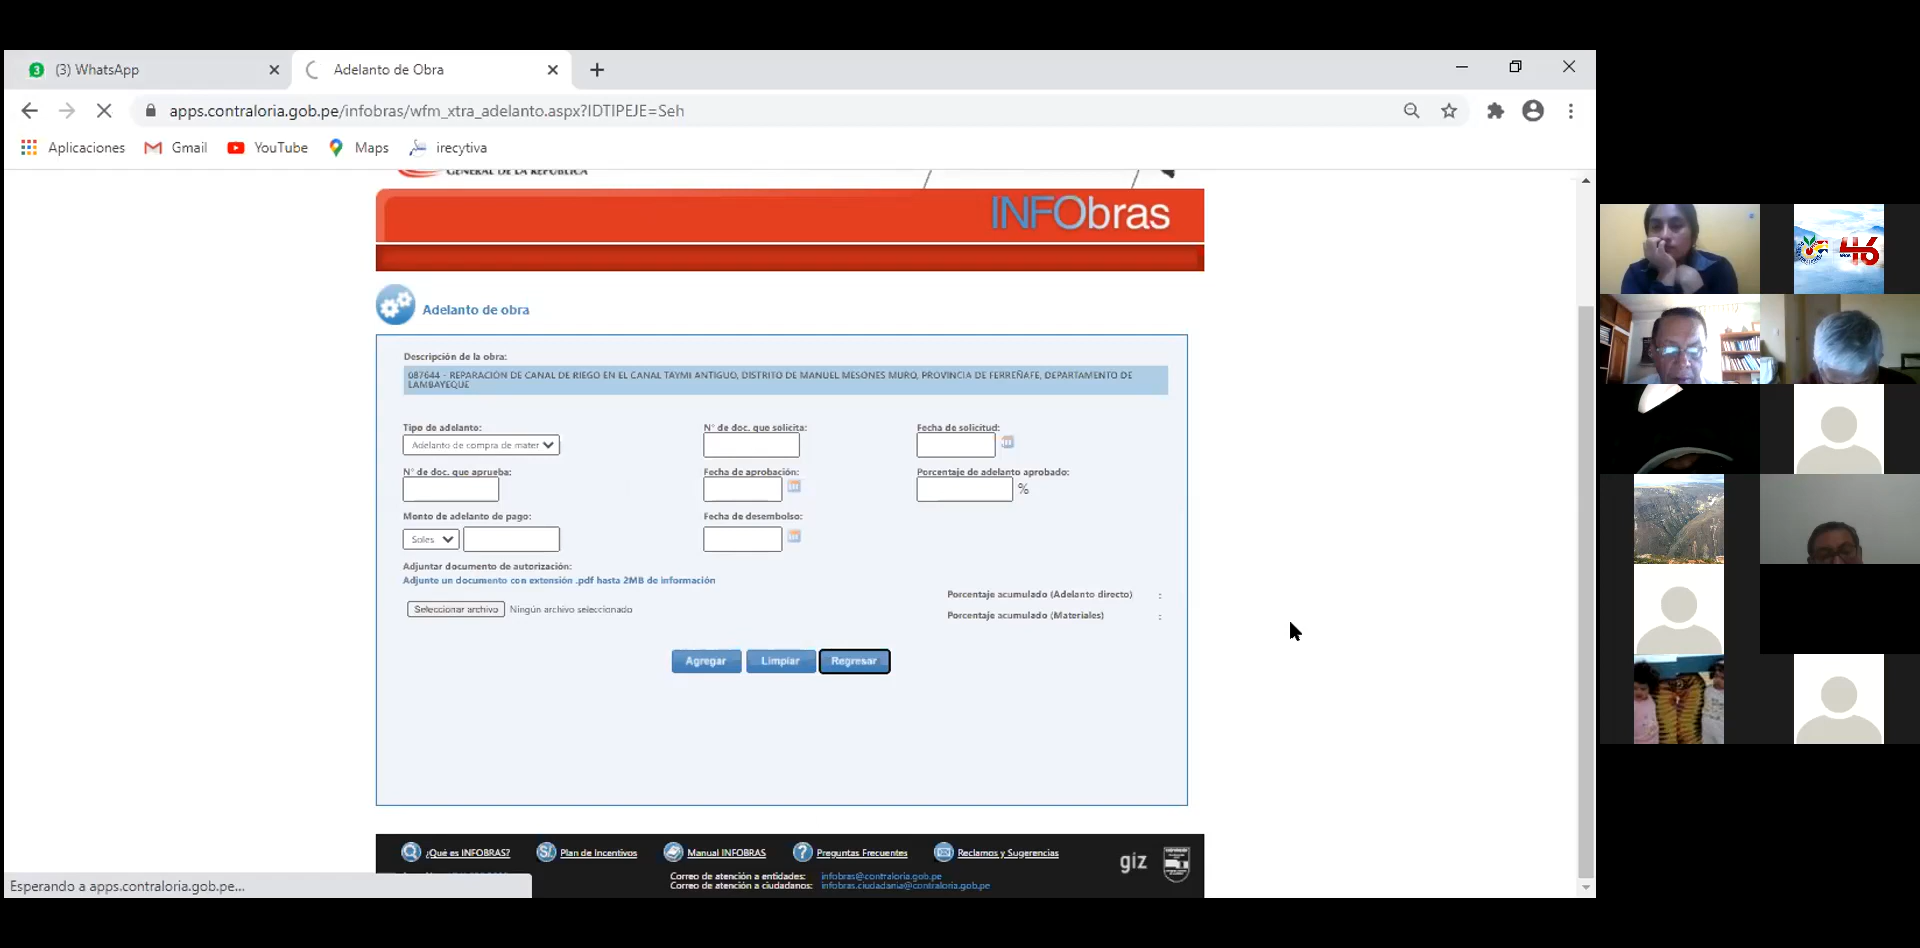 3
(3) WhatsApp
Adelanto de Obra
apps.contraloria.gob.pe/infobras/wfm_xtra_adelanto.aspx?IDTIPEJE=Seh
Aplicaciones
Gmail
YouTube
Maps
irecytiva
GENERAL DE LA REPÚBLICA
INFObras
46
Adelanto de obra
Descripción de la obra:
087644 - REPARACION DE CANAL DE RIEGO EN EL CANAL TAYMI ANTIGUO, DISTRITO DE MANUEL MESONES MURO, PROVINCIA DE FERREÑAFE, DEPARTAMENTO DE
LAMBAYEQUE
Tipo de adelanto:
N° de doc. que solicita:
Fecha de solicitud:
Adelanto de compra de mater
N° de doc. que aprueba:
Fecha de aprobación:
Porcentaje de adelanto aprobado:
%
Monto de adelanto de pago:
Fecha de desembolso:
Soles
Adjuntar documento de autorización:
Adjunte un documento con extensión .pdf hasta 2MB de información
Seleccionar archivo Ningún archivo seleccionado
Porcentaje acumulado (Adelanto directo) :
Porcentaje acumulado (Materiales) :
Agregar
Limpiar
Regresar
¿Qué es INFOBRAS?
Plan de Incentivos
Manual INFOBRAS
Preguntas Frecuentes
Reclamos y Sugerencias
giz
Correo de atención a entidades: infobras@contraloria.gob.pe
Correo de atención a ciudadanos: infobras.ciudadania@contraloria.gob.pe
Esperando a apps.contraloria.gob.pe...